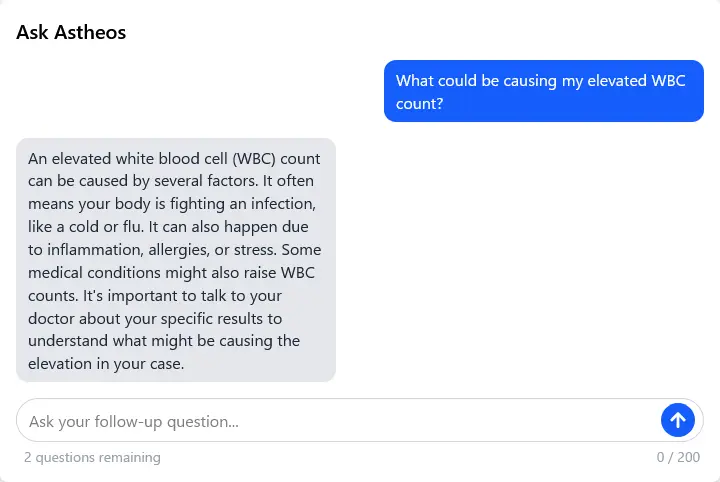 Ask Astheos
What could be causing my elevated WBC
count?
An elevated white blood cell (WBC) count
can be caused by several factors. It often
means your body is fighting an infection,
like a cold or flu. It can also happen due
to inflammation, allergies, or stress. Some
medical conditions might also raise WBC
counts. It's important to talk to your
doctor about your specific results to
understand what might be causing the
elevation in your case.
Ask your follow-up question...
2 questions remaining
0 / 200